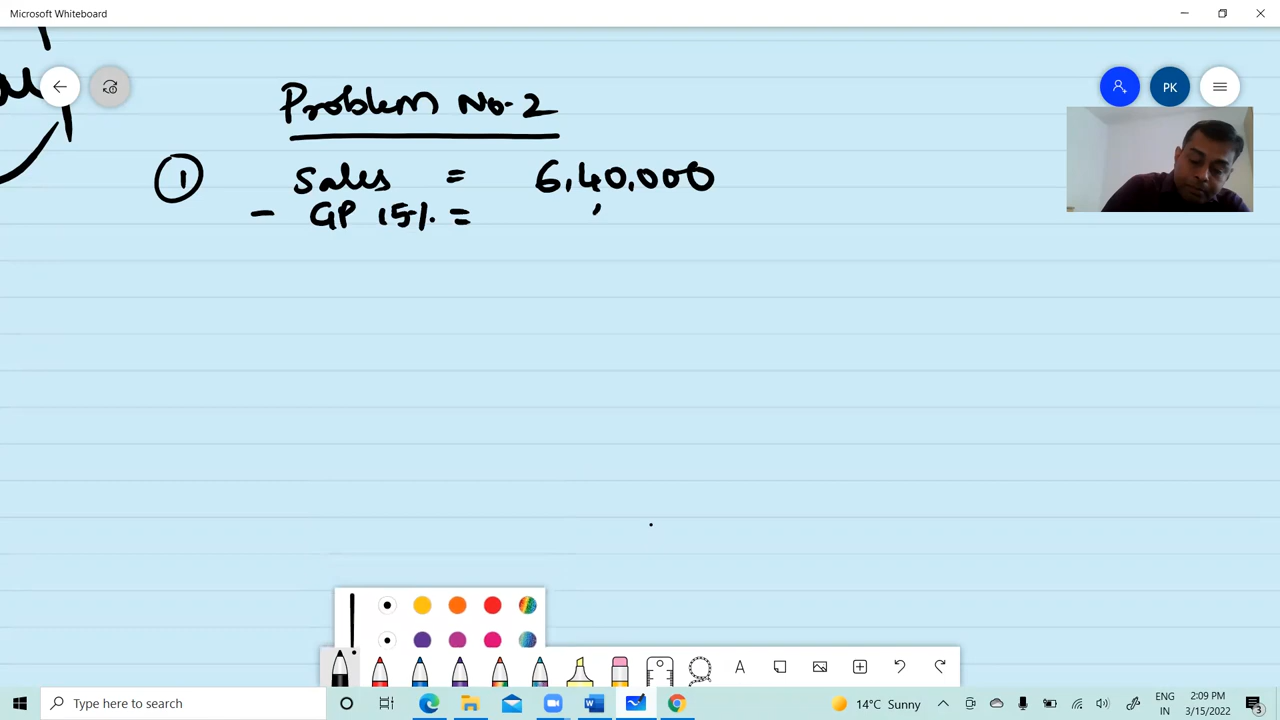 Microsoft Whiteboard
PK
Problem No-2
1 Sales = 6,40,000
- GP 15% =
A
Type here to search
14°C Sunny
ENG
IN
2:09 PM
3/15/2022
3